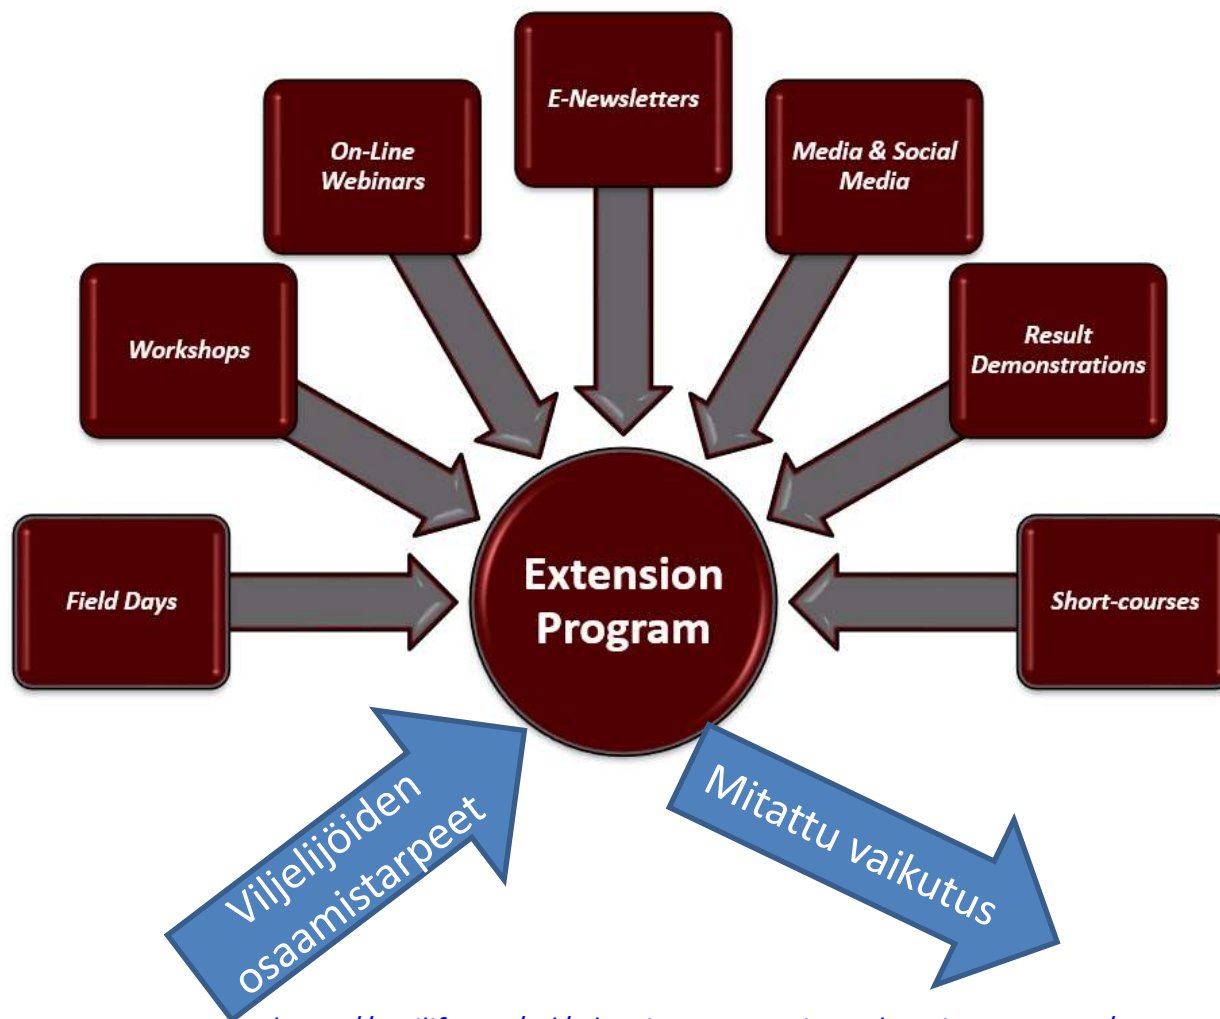 E-Newsletters
On-Line
Webinars
Media & Social
Media
Workshops
Result
Demonstrations
Field Days
Extension
Program
Short-courses
Viljelijöiden
osaamistarpeet
Mitattu vaikutus